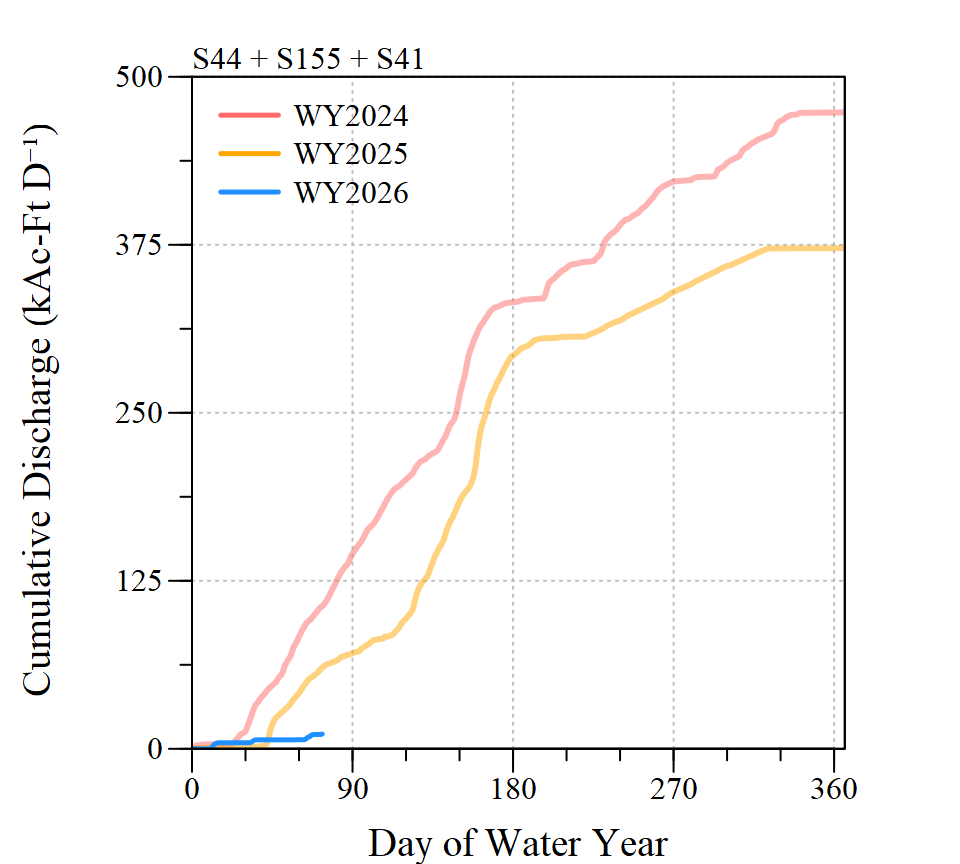 S44 + S155 + S41
500
375
250
125
0
WY2024
WY2025
WY2026
0 90 180 270 360
Cumulative Discharge (kAc-Ft D⁻¹)
Day of Water Year